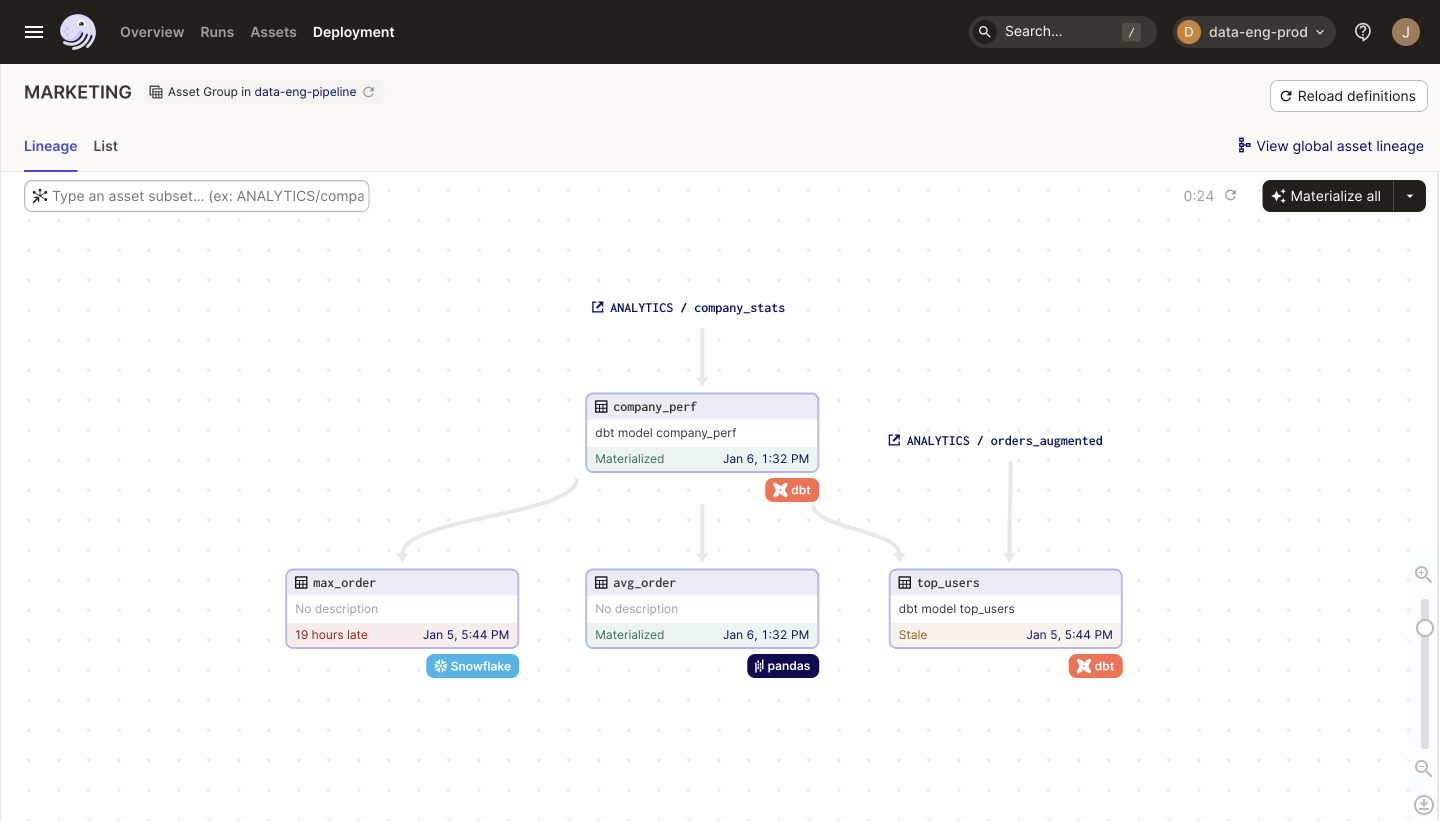 Overview Runs Assets Deployment Search... / D data-eng-prod J
MARKETING Asset Group in data-eng-pipeline
Reload definitions
Lineage List View global asset lineage
Type an asset subset... (ex: ANALYTICS/compa 0:24 Materialize all
ANALYTICS / company_stats
company_perf
dbt model company_perf
Materialized Jan 6, 1:32 PM
dbt
ANALYTICS / orders_augmented
max_order
No description
19 hours late Jan 5, 5:44 PM
Snowflake
avg_order
No description
Materialized Jan 6, 1:32 PM
pandas
top_users
dbt model top_users
Stale Jan 5, 5:44 PM
dbt